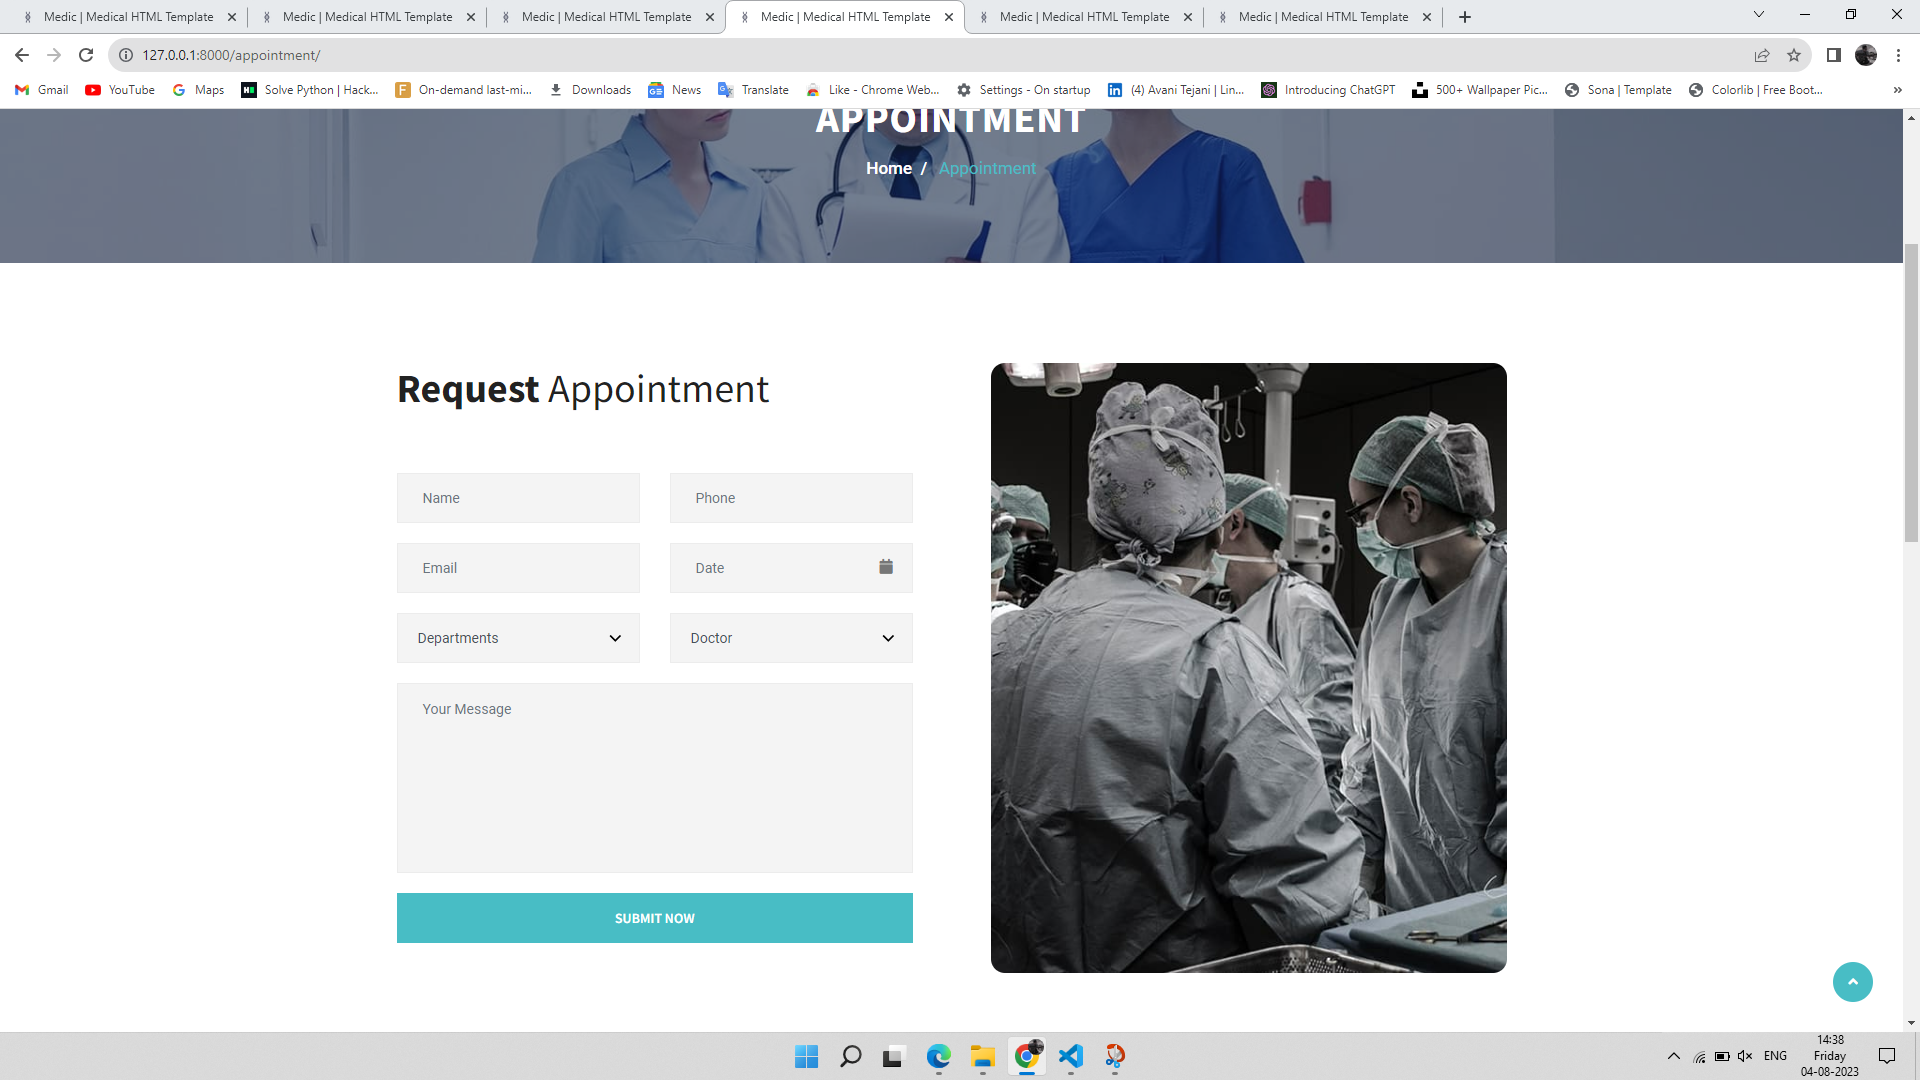 Medic | Medical HTML Template
Medic | Medical HTML Template
Medic | Medical HTML Template
Medic | Medical HTML Template
Medic | Medical HTML Template
Medic | Medical HTML Template
127.0.0.1:8000/appointment/
Gmail
YouTube
Maps
Solve Python | Hack...
On-demand last-mi...
Downloads
News
Translate
Like - Chrome Web...
Settings - On startup
(4) Avani Tejani | Lin...
Introducing ChatGPT
500+ Wallpaper Pic...
Sona | Template
Colorlib | Free Boot...
»
APPOINTMENT
Home / Appointment
Request Appointment
Name
Phone
Email
Date
Departments
Doctor
Your Message
SUBMIT NOW
ENG
14:38
Friday
04-08-2023